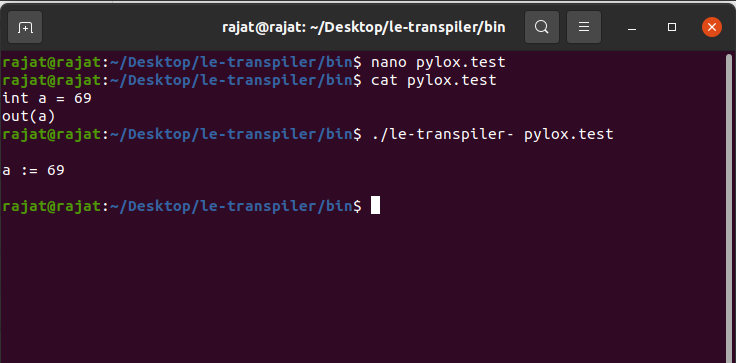 rajat@rajat: ~/Desktop/le-transpiler/bin
rajat@rajat:~/Desktop/le-transpiler/bin$ nano pylox.test
rajat@rajat:~/Desktop/le-transpiler/bin$ cat pylox.test
int a = 69
out(a)
rajat@rajat:~/Desktop/le-transpiler/bin$ ./le-transpiler- pylox.test
a := 69
rajat@rajat:~/Desktop/le-transpiler/bin$